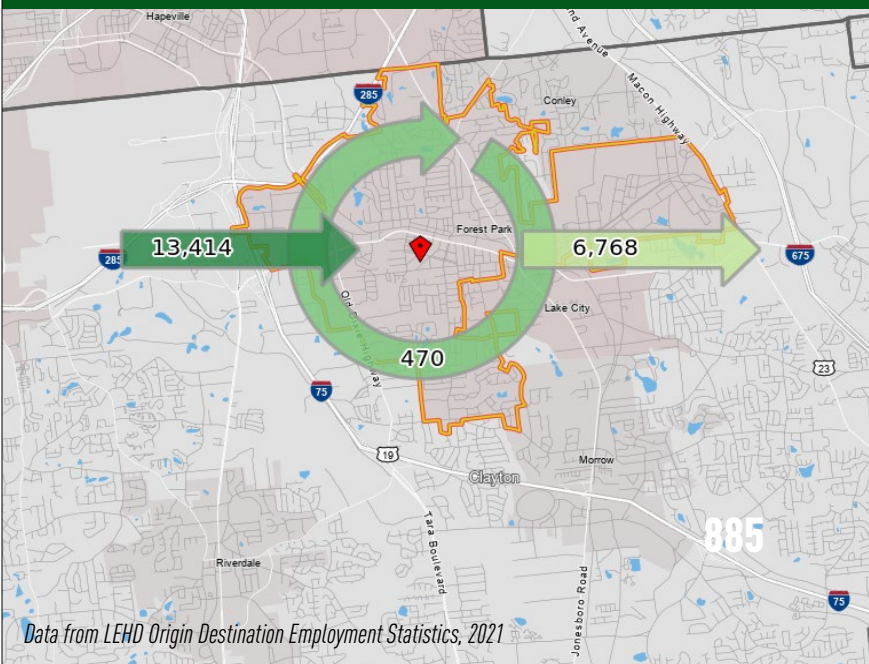 Hapeville
nd Avenue
285
Macon Highway
Conley
Forest Park
13,414
6,768
285
675
Lake City
Old Dixie Highway
470
23
75
19
Morrow
Clayton
885
Riverdale
Tara Boulevard
Jonesboro Road
75
Data from LEHD Origin Destination Employment Statistics, 2021